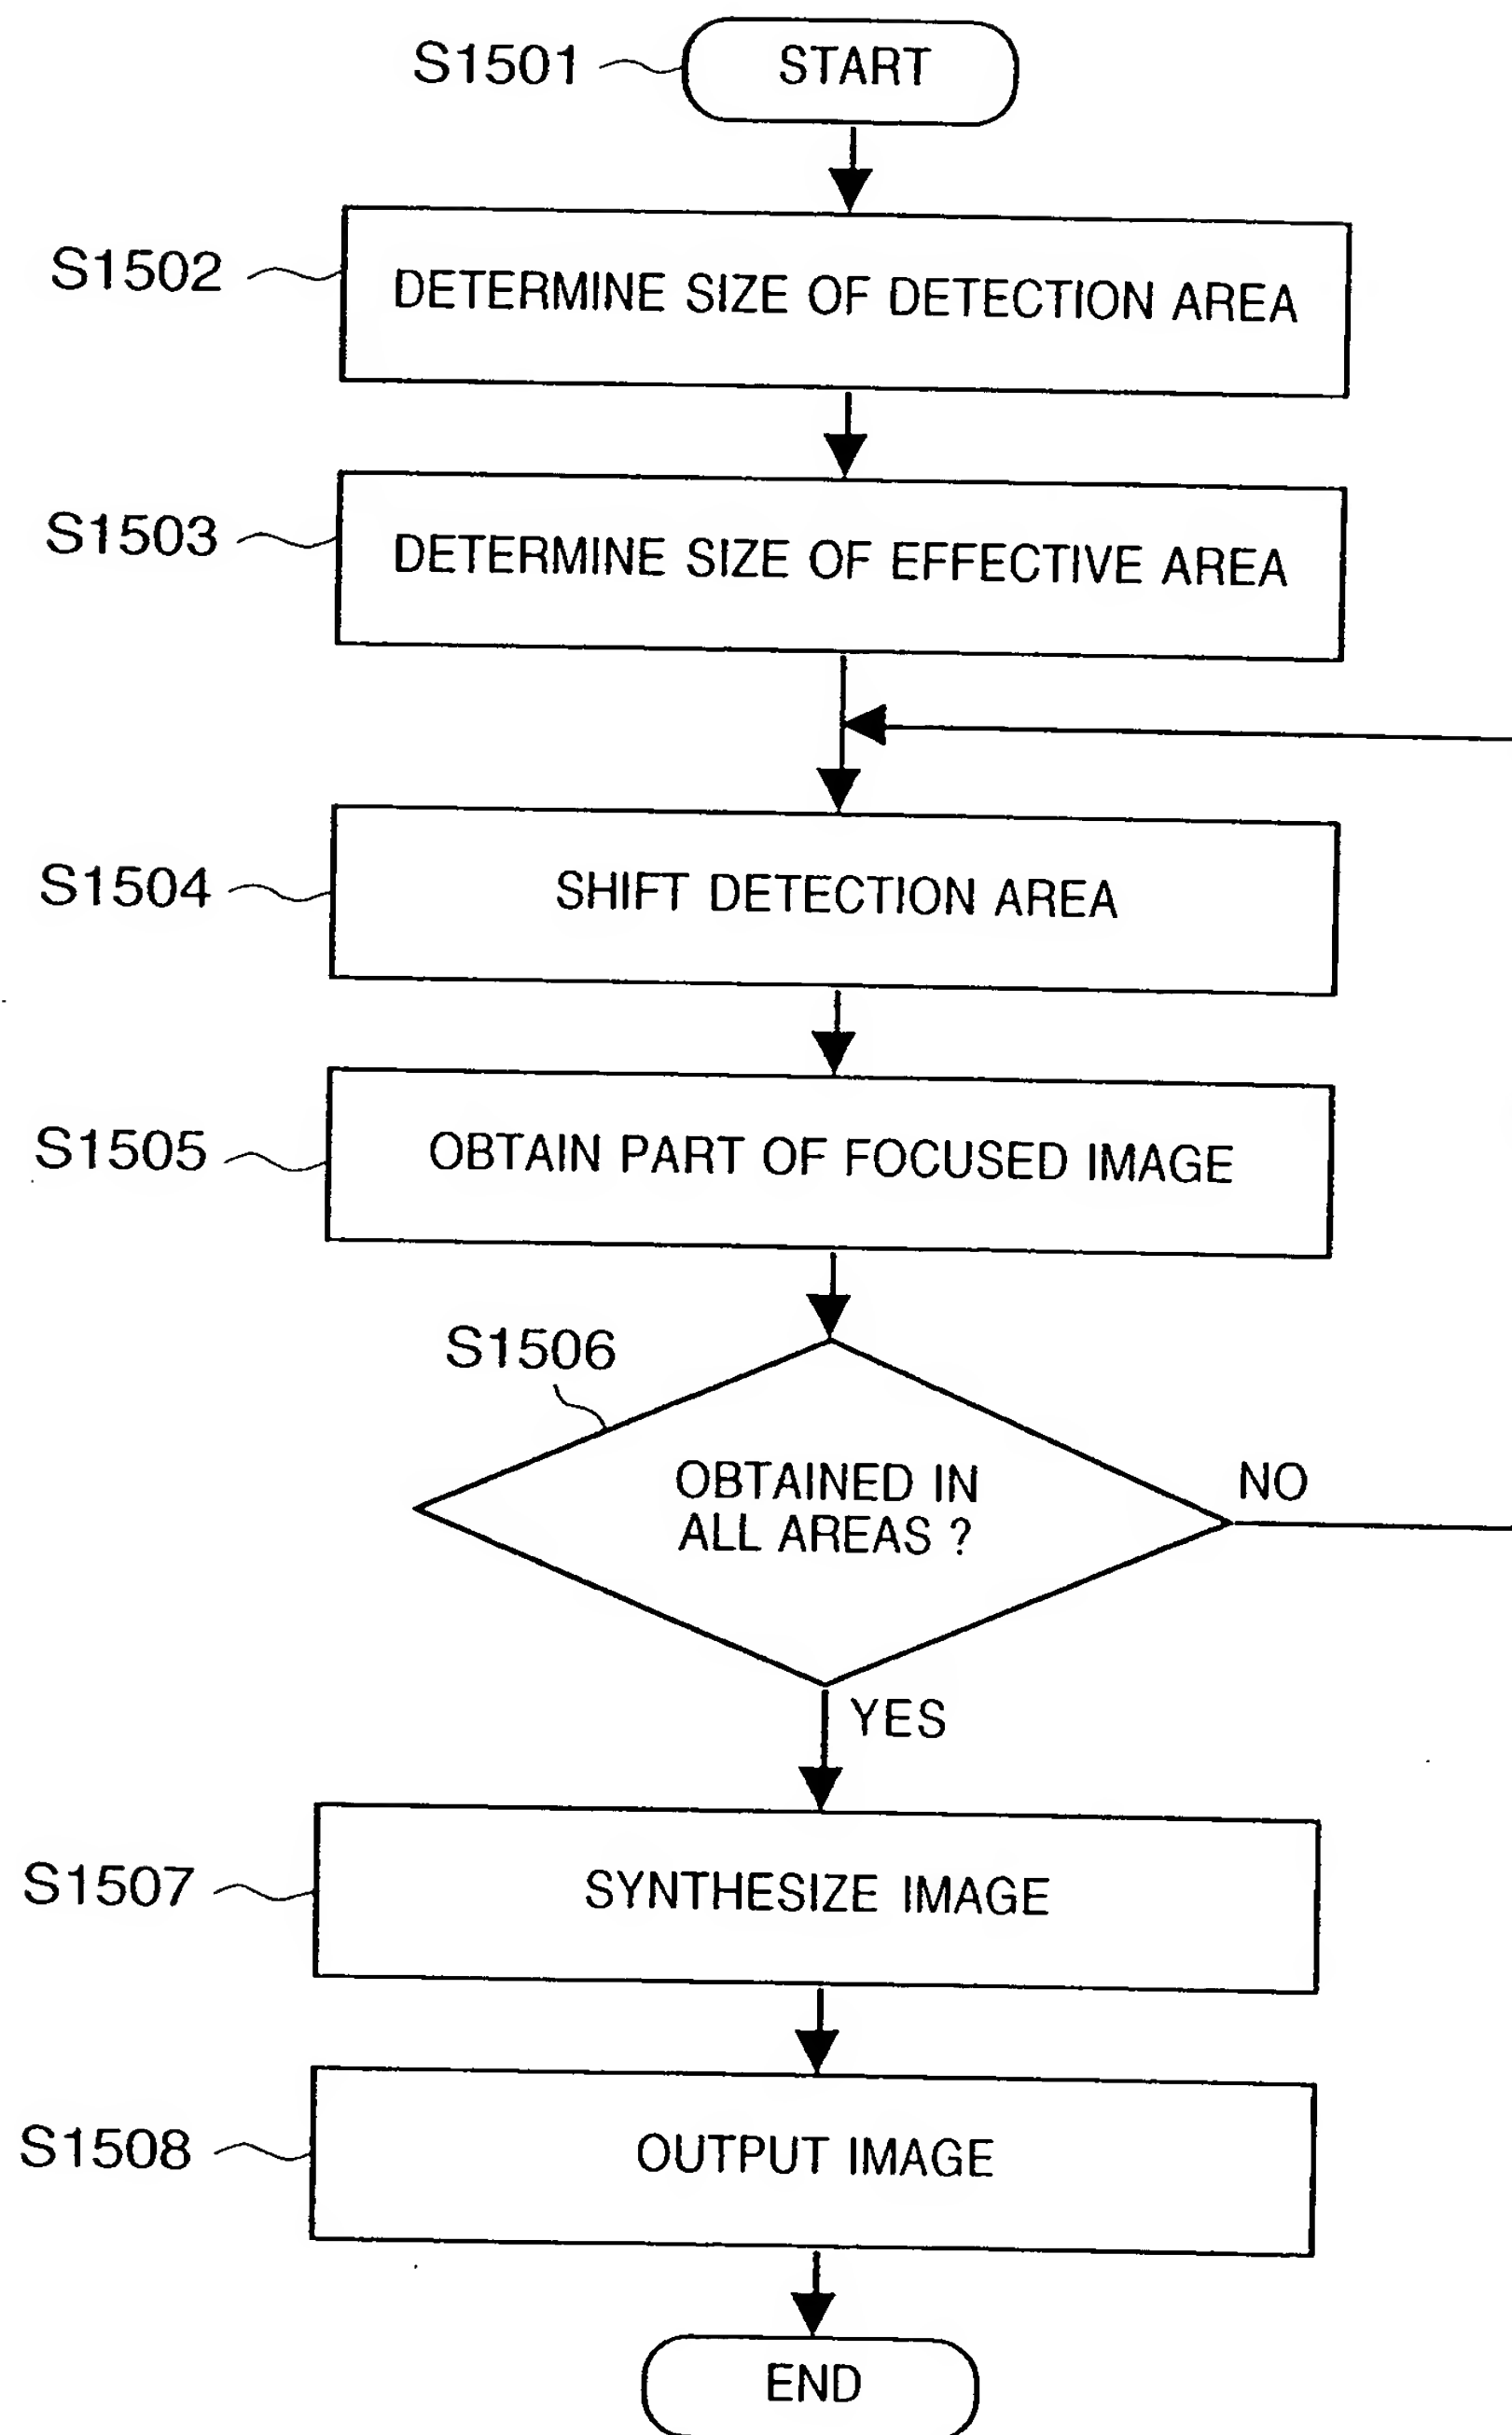 S1501
START
S1502
DETERMINE SIZE OF DETECTION AREA
S1503
DETERMINE SIZE OF EFFECTIVE AREA
S1504
SHIFT DETECTION AREA
S1505
OBTAIN PART OF FOCUSED IMAGE
S1506
OBTAINED IN
ALL AREAS ?
NO
YES
S1507
SYNTHESIZE IMAGE
S1508
OUTPUT IMAGE
END